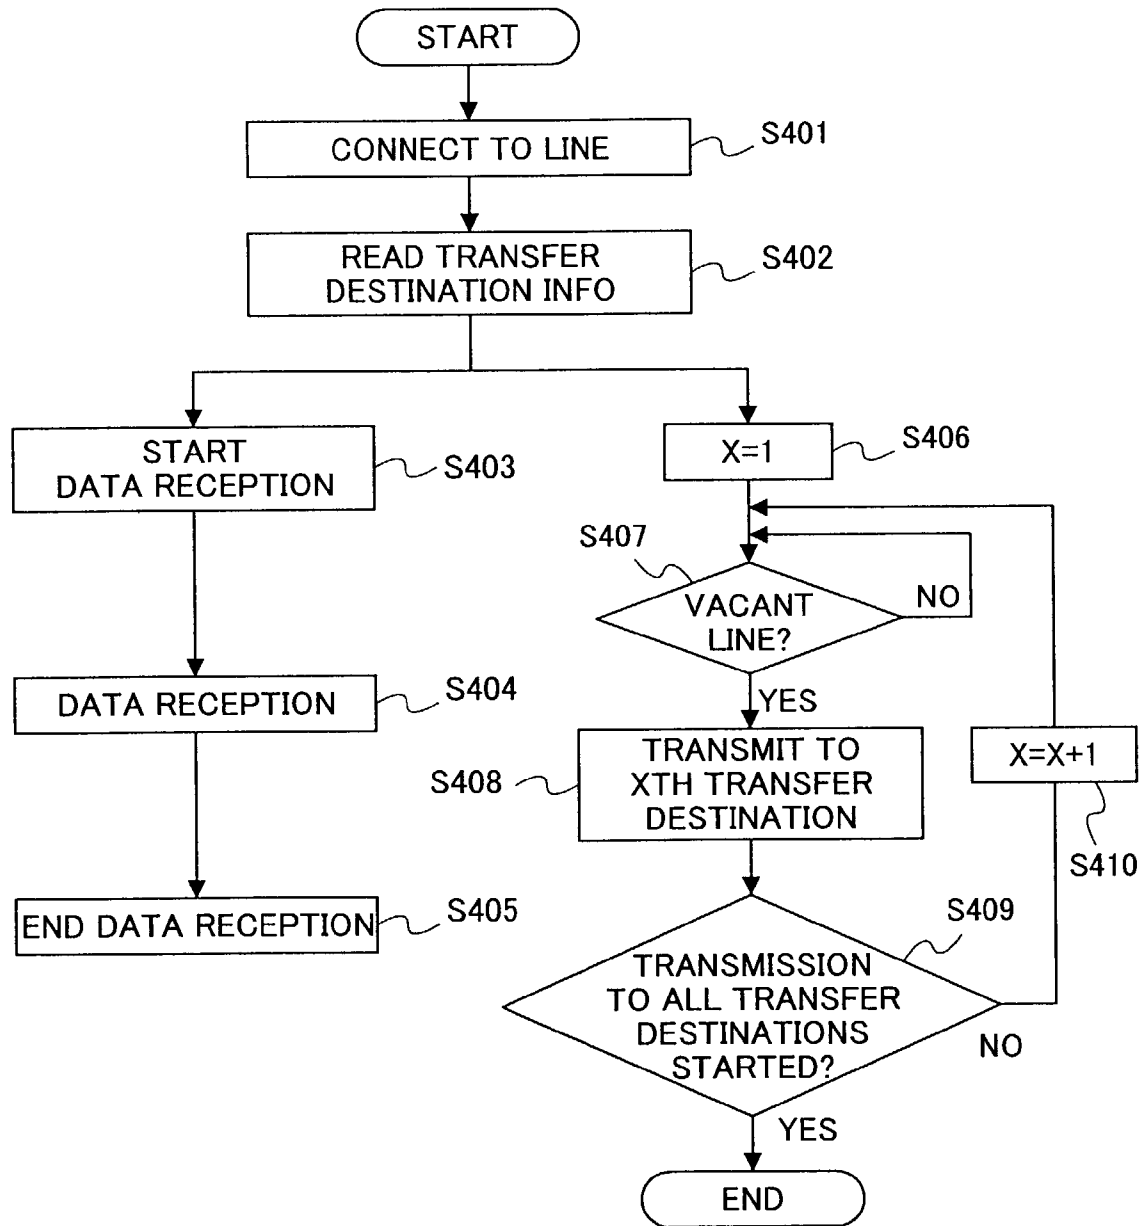 START
CONNECT TO LINE
S401
READ TRANSFER
DESTINATION INFO
S402
START
DATA RECEPTION
S403
DATA RECEPTION
S404
END DATA RECEPTION
S405
X=1
S406
S407
VACANT
LINE?
NO
YES
S408
TRANSMIT TO
XTH TRANSFER
DESTINATION
X=X+1
S410
S409
TRANSMISSION
TO ALL TRANSFER
DESTINATIONS
STARTED?
NO
YES
END